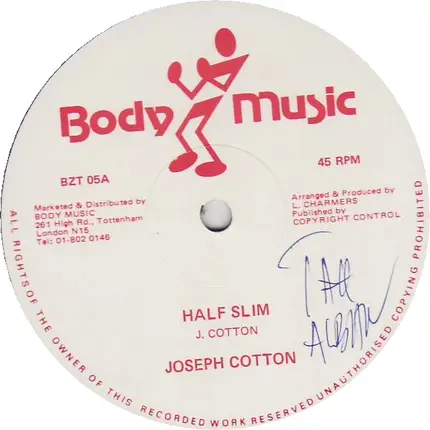 Body Music
BZT 05A
45 RPM
Marketed & Distributed by
BODY MUSIC
261 High Rd., Tottenham
London N15
Tel: 01-802 0146
Arranged & Produced by
L. CHARMERS
Published by
COPYRIGHT CONTROL
HALF SLIM
J. COTTON
JOSEPH COTTON
ALL RIGHTS OF THE OWNER OF THIS RECORDED WORK RESERVED UNAUTHORISED COPYING PROHIBITED